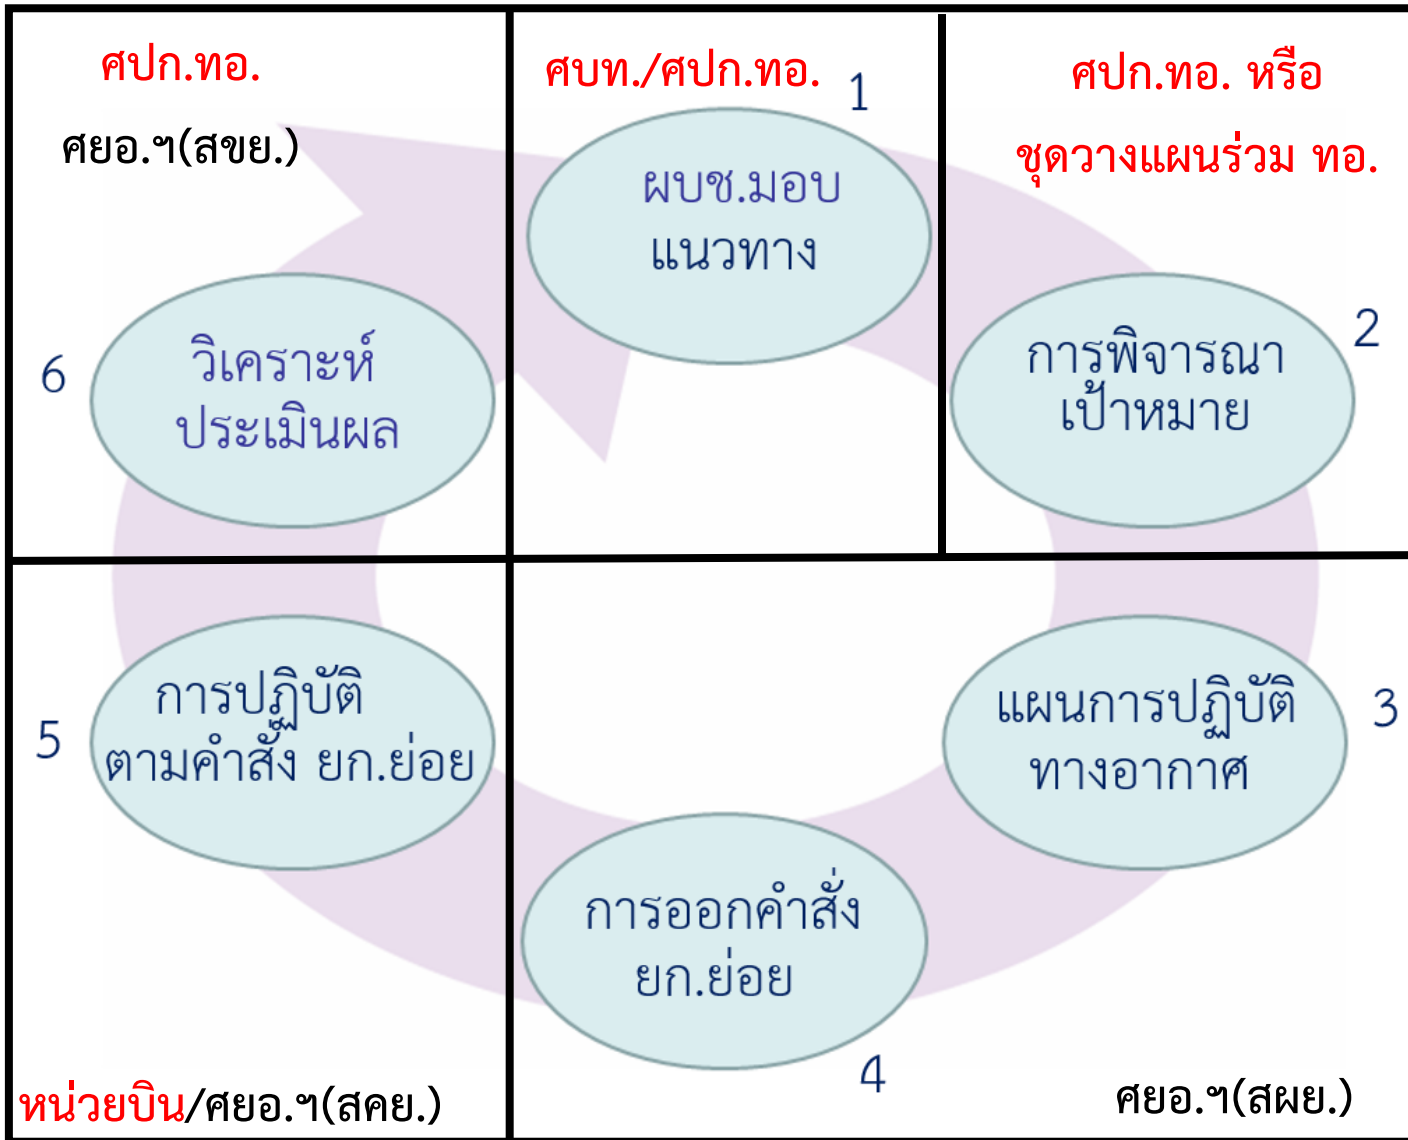 ศปก.ทอ.
ศยอ.ฯ(สขย.)
ศบท./ศปก.ทอ.
1
ผบช.มอบ
แนวทาง
ศปก.ทอ. หรือ
ชุดวางแผนร่วม ทอ.
2
การพิจารณา
เป้าหมาย
6
วิเคราะห์
ประเมินผล
5
การปฏิบัติ
ตามคำสั่ง ยก.ย่อย
แผนการปฏิบัติ
ทางอากาศ
3
การออกคำสั่ง
ยก.ย่อย
4
หน่วยบิน/ศยอ.ฯ(สคย.)
ศยอ.ฯ(สผย.)